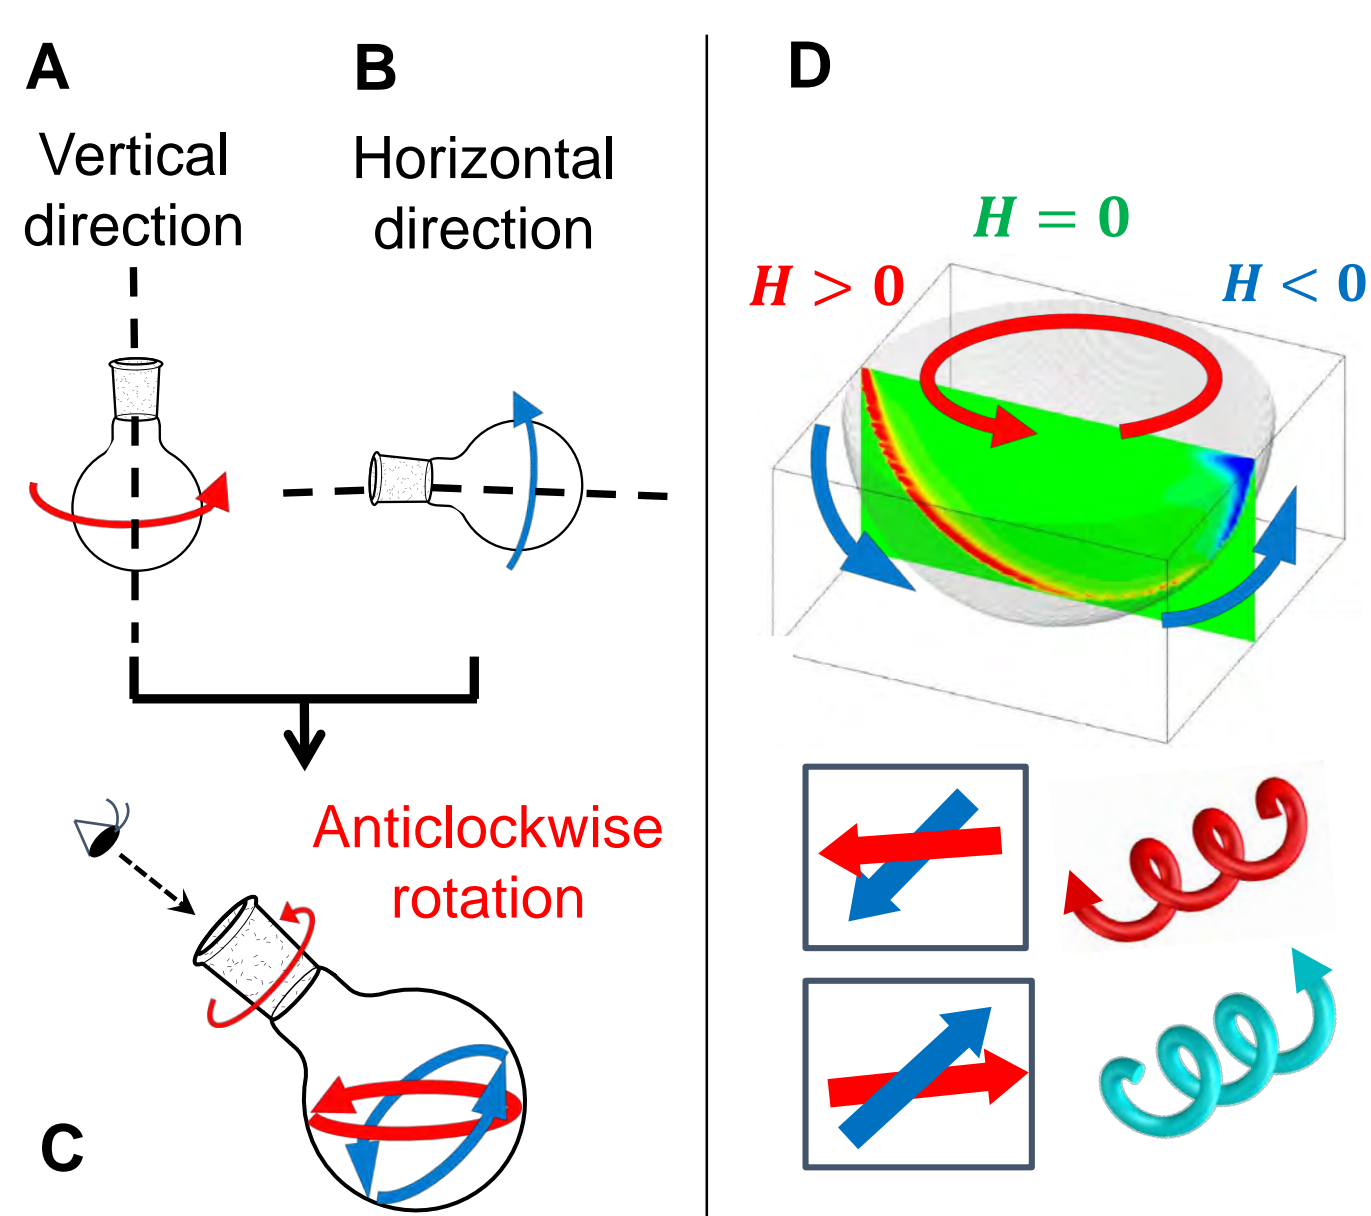 A
Vertical
direction
B
Horizontal
direction
Anticlockwise
rotation
C
D
H = 0
H > 0
H < 0